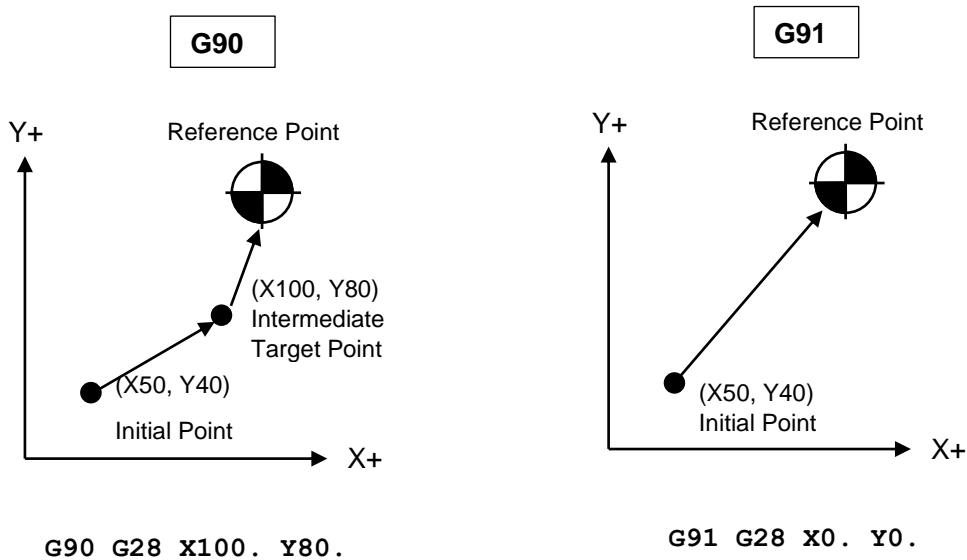 G90
Reference Point
Y+
(X100, Y80)
Intermediate
Target Point
(X50, Y40)
Initial Point
X+
G90 G28 X100. Y80.
G91
Reference Point
Y+
(X50, Y40)
Initial Point
X+
G91 G28 X0. Y0.